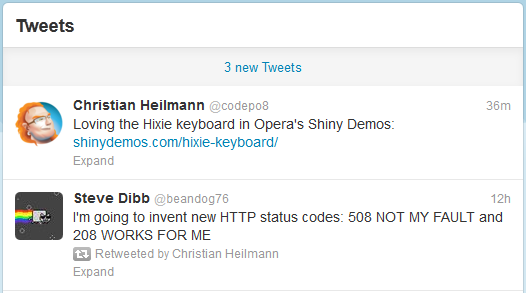 Tweets
3 new Tweets
Christian Heilmann @codepo8 36m
Loving the Hixie keyboard in Opera's Shiny Demos:
shinydemos.com/hixie-keyboard/
Expand
Steve Dibb @beandog76 12h
I'm going to invent new HTTP status codes: 508 NOT MY FAULT and
208 WORKS FOR ME
Retweeted by Christian Heilmann
Expand